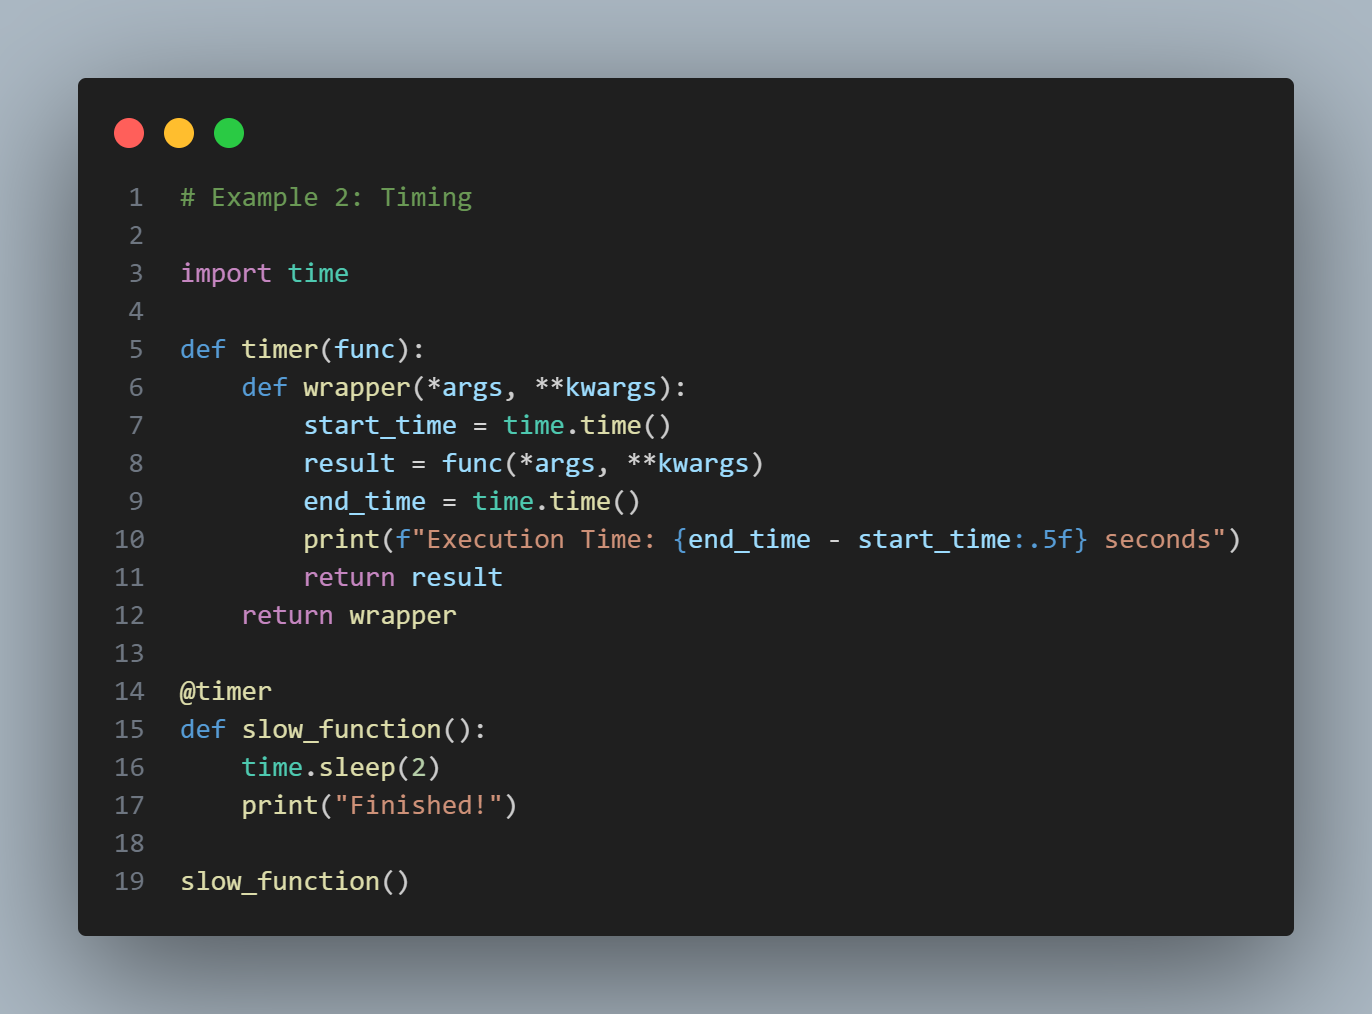 1 # Example 2: Timing
2
3 import time
4
5 def timer(func):
6     def wrapper(*args, **kwargs):
7         start_time = time.time()
8         result = func(*args, **kwargs)
9         end_time = time.time()
10         print(f"Execution Time: {end_time - start_time:.5f} seconds")
11         return result
12     return wrapper
13
14 @timer
15 def slow_function():
16     time.sleep(2)
17     print("Finished!")
18
19 slow_function()